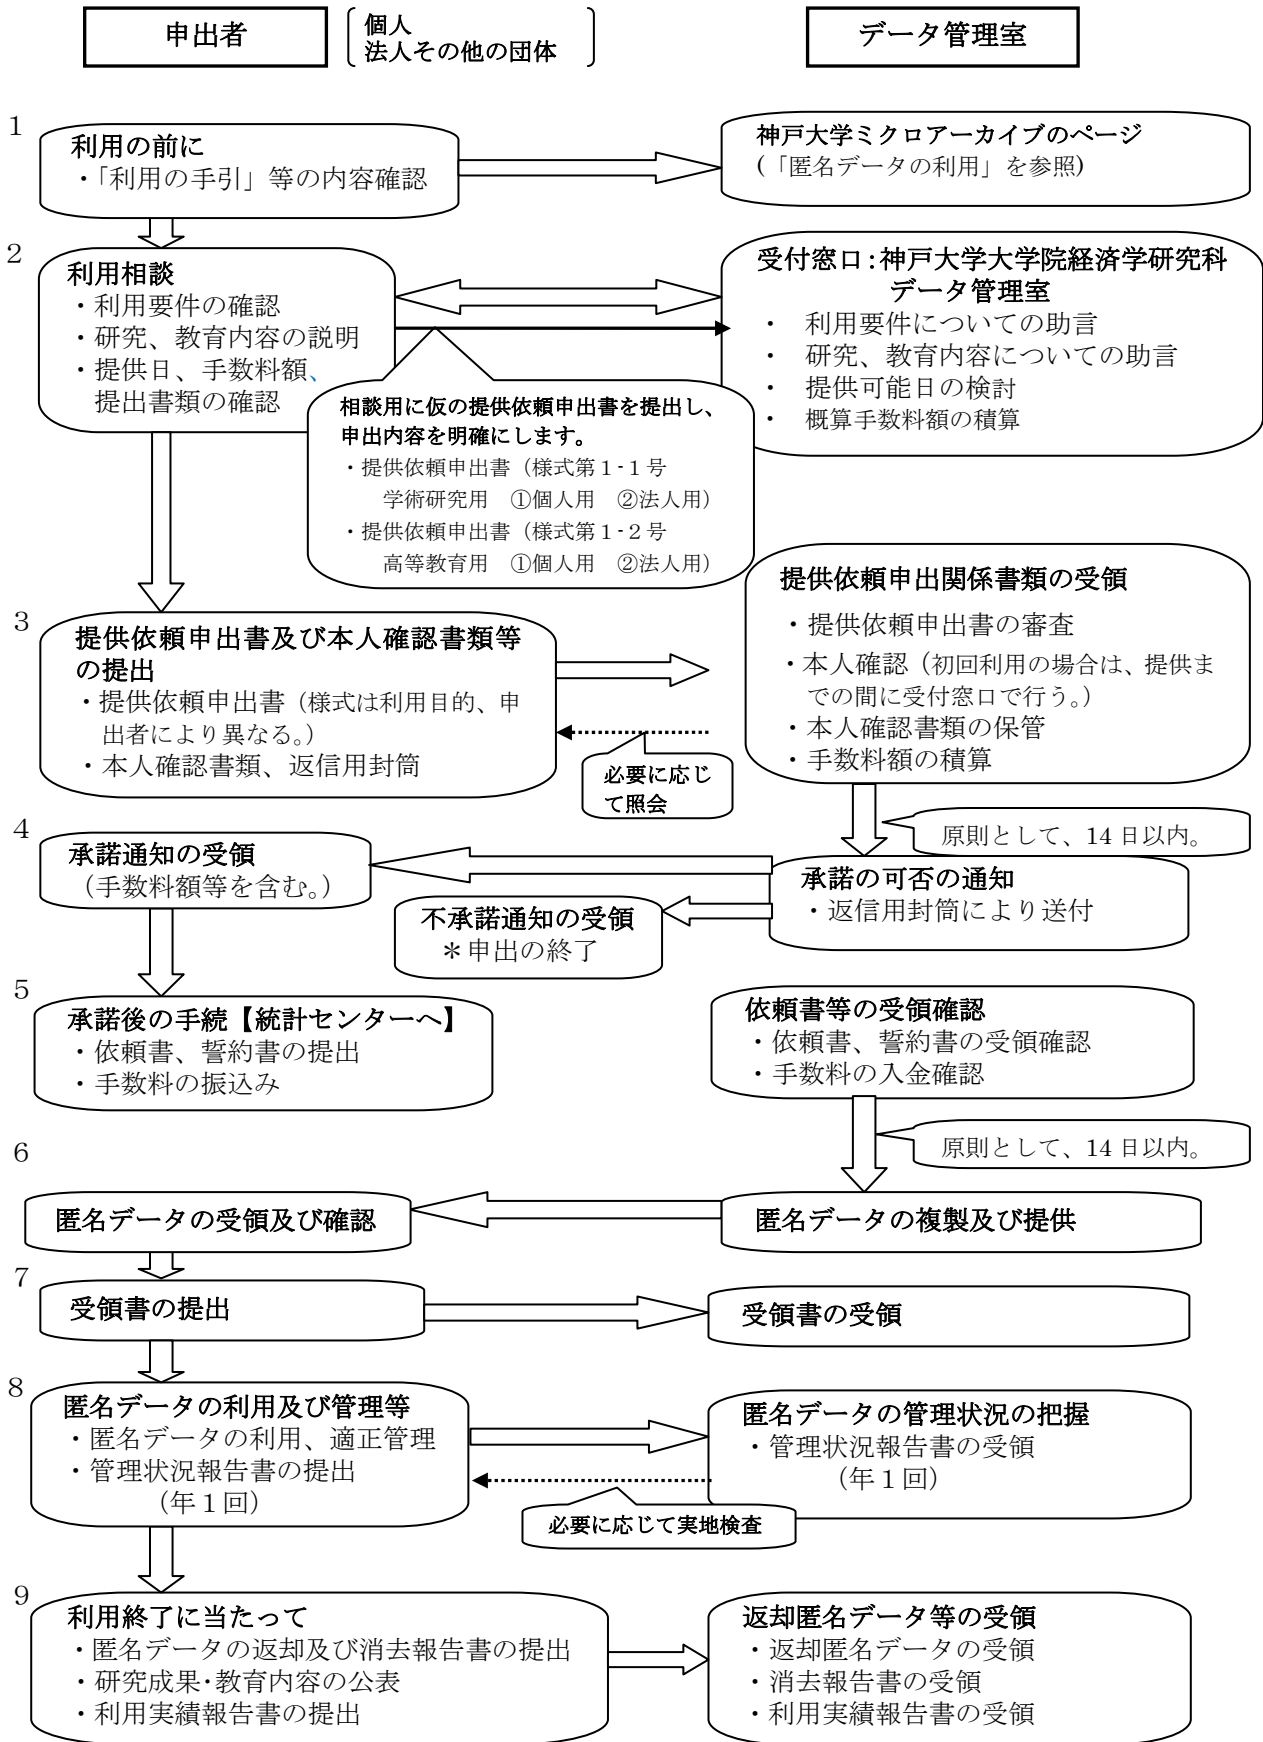 申出者
個人
法人その他の団体
データ管理室
1
利用の前に
・「利用の手引」等の内容確認
神戸大学ミクロアーカイブのページ
(「匿名データの利用」を参照)
2
利用相談
・利用要件の確認
・研究、教育内容の説明
・提供日、手数料額、
提出書類の確認
受付窓口：神戸大学大学院経済学研究科
データ管理室
・ 利用要件についての助言
・ 研究、教育内容についての助言
・ 提供可能日の検討
・ 概算手数料額の積算
相談用に仮の提供依頼申出書を提出し、
申出内容を明確にします。
・提供依頼申出書（様式第１-１号
学術研究用 ①個人用 ②法人用）
・提供依頼申出書（様式第１-２号
高等教育用 ①個人用 ②法人用）
3
提供依頼申出書及び本人確認書類等
の提出
・提供依頼申出書（様式は利用目的、申
出者により異なる。）
・本人確認書類、返信用封筒
提供依頼申出関係書類の受領
・提供依頼申出書の審査
・本人確認（初回利用の場合は、提供ま
での間に受付窓口で行う。）
・本人確認書類の保管
・手数料額の積算
必要に応じ
て照会
原則として、14 日以内。
4
承諾通知の受領
（手数料額等を含む。）
承諾の可否の通知
・返信用封筒により送付
不承諾通知の受領
＊申出の終了
5
承諾後の手続【統計センターへ】
・依頼書、誓約書の提出
・手数料の振込み
依頼書等の受領確認
・依頼書、誓約書の受領確認
・手数料の入金確認
原則として、14 日以内。
6
匿名データの受領及び確認
匿名データの複製及び提供
7
受領書の提出
受領書の受領
8
匿名データの利用及び管理等
・匿名データの利用、適正管理
・管理状況報告書の提出
（年１回）
匿名データの管理状況の把握
・管理状況報告書の受領
（年１回）
必要に応じて実地検査
9
利用終了に当たって
・匿名データの返却及び消去報告書の提出
・研究成果･教育内容の公表
・利用実績報告書の提出
返却匿名データ等の受領
・返却匿名データの受領
・消去報告書の受領
・利用実績報告書の受領